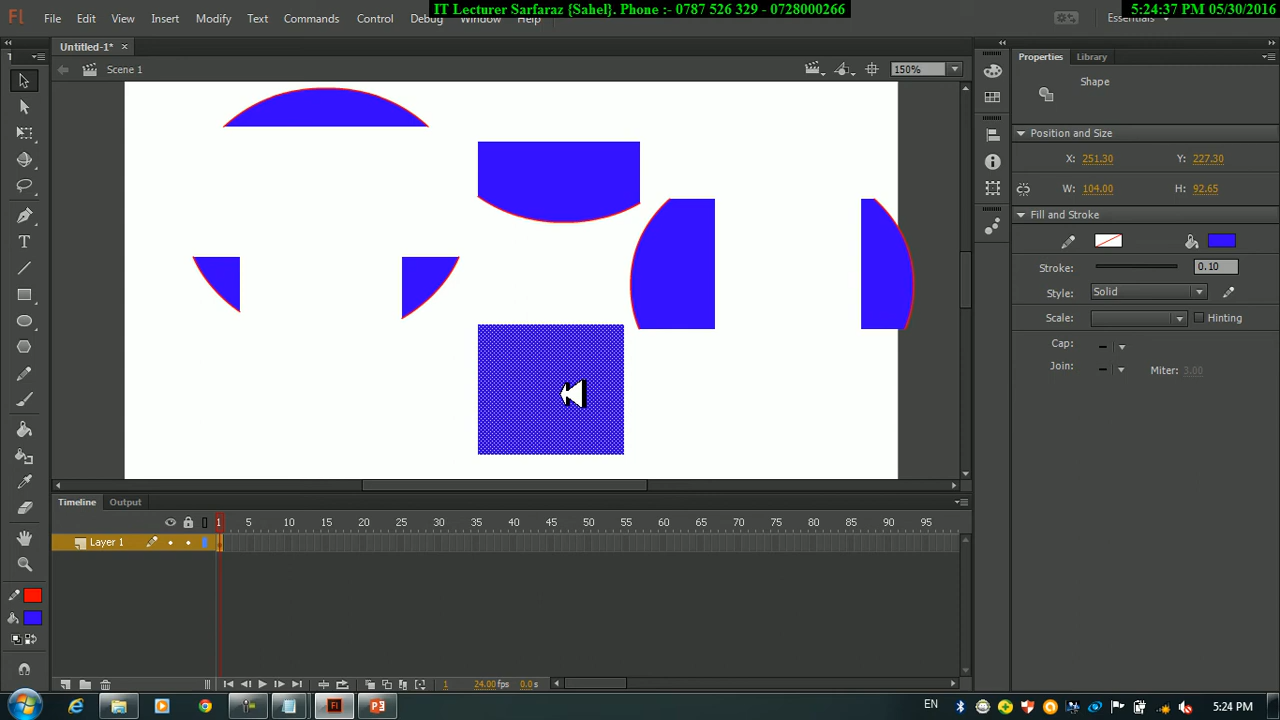 IT Lecturer Sarfaraz {Sahel}. Phone :- 0787 526 329 - 0728000266
5:24:37 PM 05/30/2016
Fl File Edit View Insert Modify Text Commands Control Debug Window Help Essentials
Untitled-1* ×
Scene 1
150%
Properties Library
Shape
Position and Size
X: 251.30 Y: 227.30
W: 104.00 H: 92.65
Fill and Stroke
Stroke: 0.10
Style: Solid
Scale: Hinting
Cap:
Join: Miter: 3.00
Timeline Output
1 5 10 15 20 25 30 35 40 45 50 55 60 65 70 75 80 85 90 95
Layer 1
1 24.00 fps 0.0 s
EN 5:24 PM